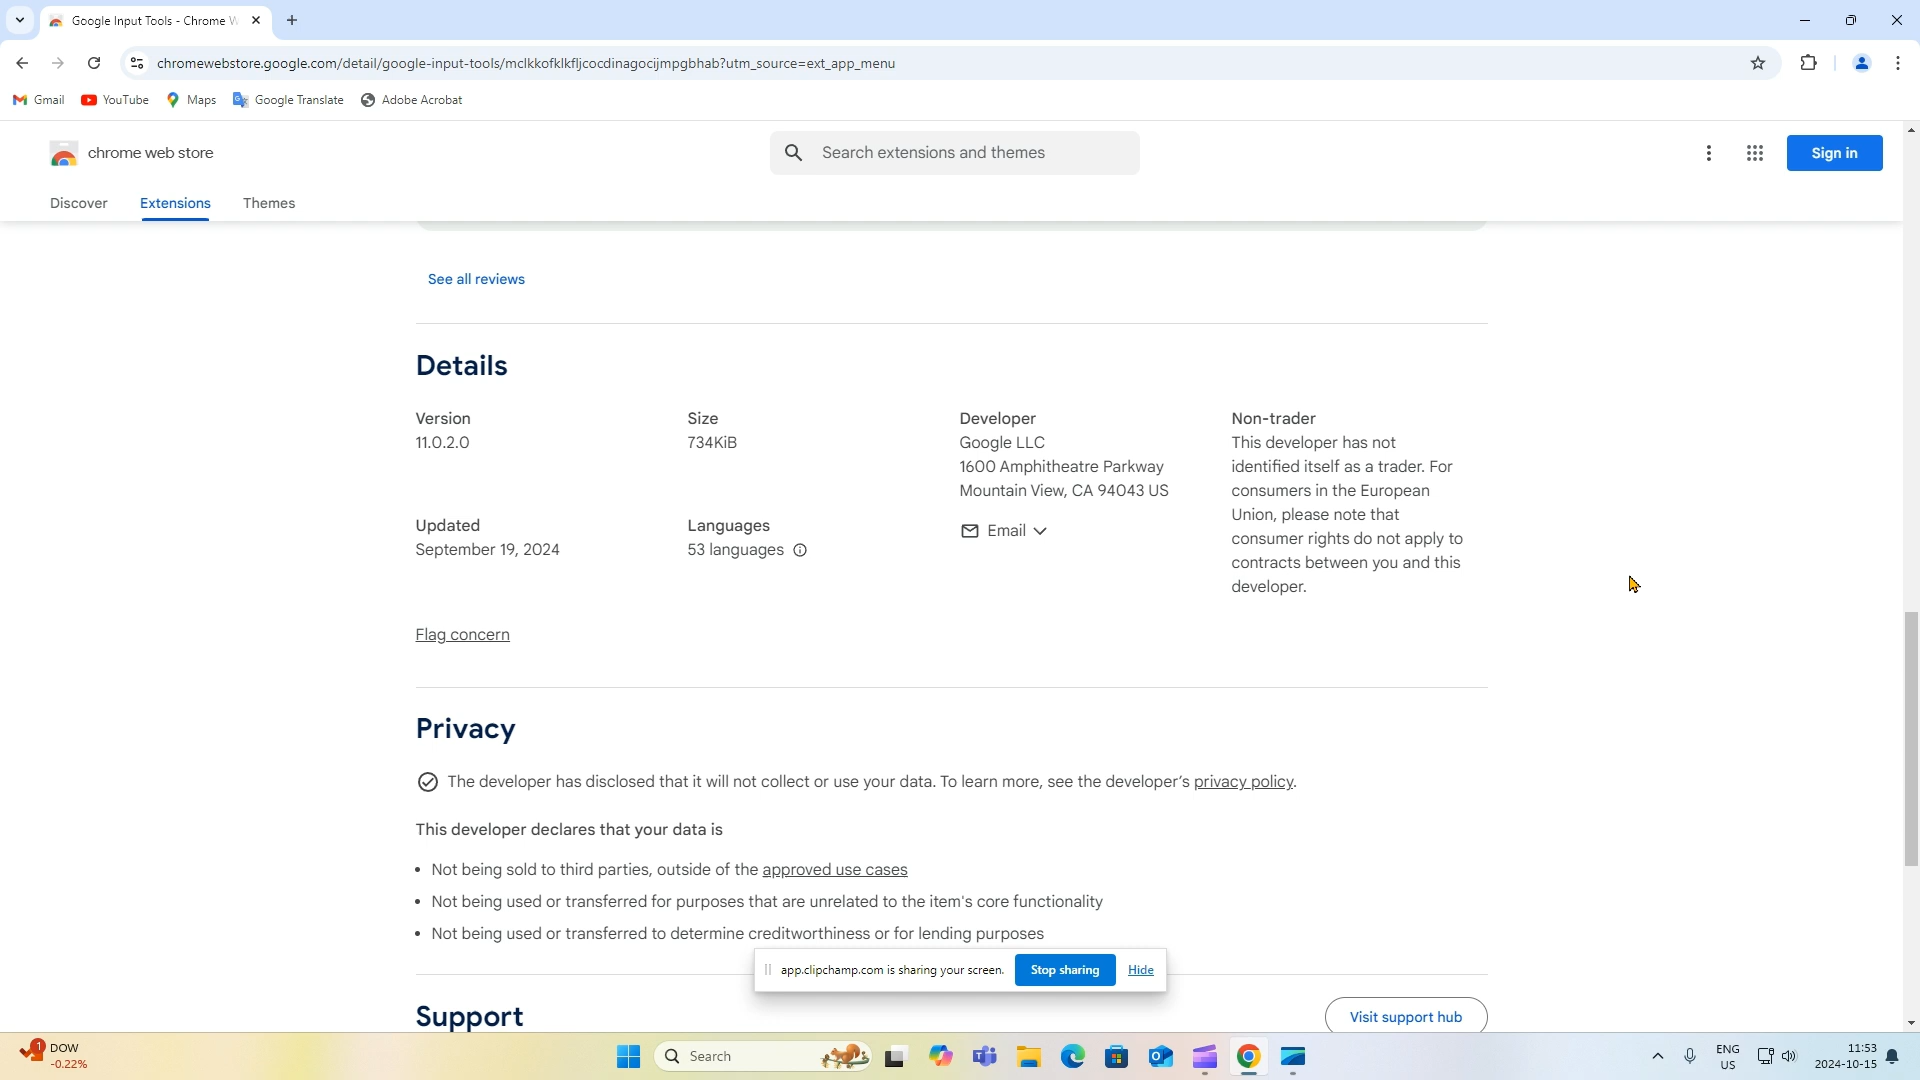 Google Input Tools - Chrome W
chromewebstore.google.com/detail/google-input-tools/mclkkofklkfljcocdinagocijmpgbhab?utm_source=ext_app_menu
Gmail YouTube Maps Google Translate Adobe Acrobat
chrome web store
Search extensions and themes
Sign in
Discover Extensions Themes
See all reviews
Details
Version
11.0.2.0
Size
734KiB
Developer
Google LLC
1600 Amphitheatre Parkway
Mountain View, CA 94043 US
Email
Non-trader
This developer has not
identified itself as a trader. For
consumers in the European
Union, please note that
consumer rights do not apply to
contracts between you and this
developer.
Updated
September 19, 2024
Languages
53 languages
Flag concern
Privacy
The developer has disclosed that it will not collect or use your data. To learn more, see the developer's privacy policy.
This developer declares that your data is
• Not being sold to third parties, outside of the approved use cases
• Not being used or transferred for purposes that are unrelated to the item's core functionality
• Not being used or transferred to determine creditworthiness or for lending purposes
app.clipchamp.com is sharing your screen. Stop sharing Hide
Support
Visit support hub
1
DOW
-0.22%
Search
ENG
US
11:53
2024-10-15